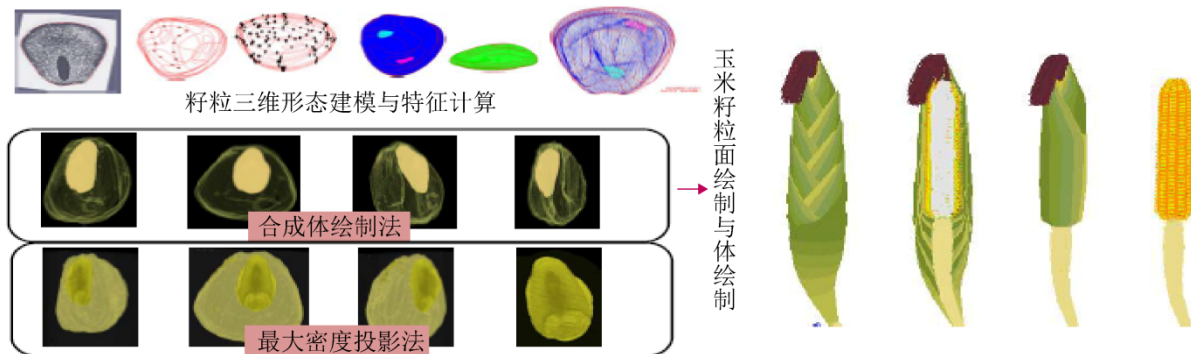 籽粒三维形态建模与特征计算
合成体绘制法
最大密度投影法
玉米籽粒面绘制与体绘制